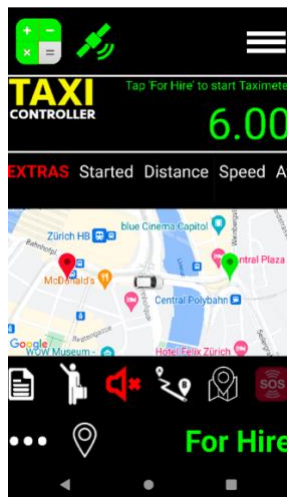 TAXI
CONTROLLER
Tap 'For Hire' to start Taximete
6.00
EXTRAS Started Distance Speed A
blue Cinema Capitol
Zürich HB
Bahnhofpl.
McDonald's
Central Plaza
Central Polybahn
Google
WOW Museum -
Hotel Felix Zürich
SOS
For Hire